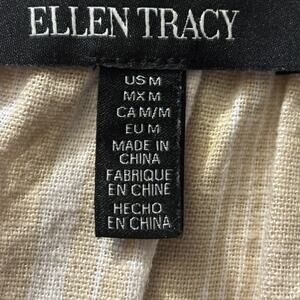 ELLEN TRACY
US M
MX M
CA M/M
EU M
MADE IN
CHINA
FABRIQUE
EN CHINE
HECHO
EN CHINA